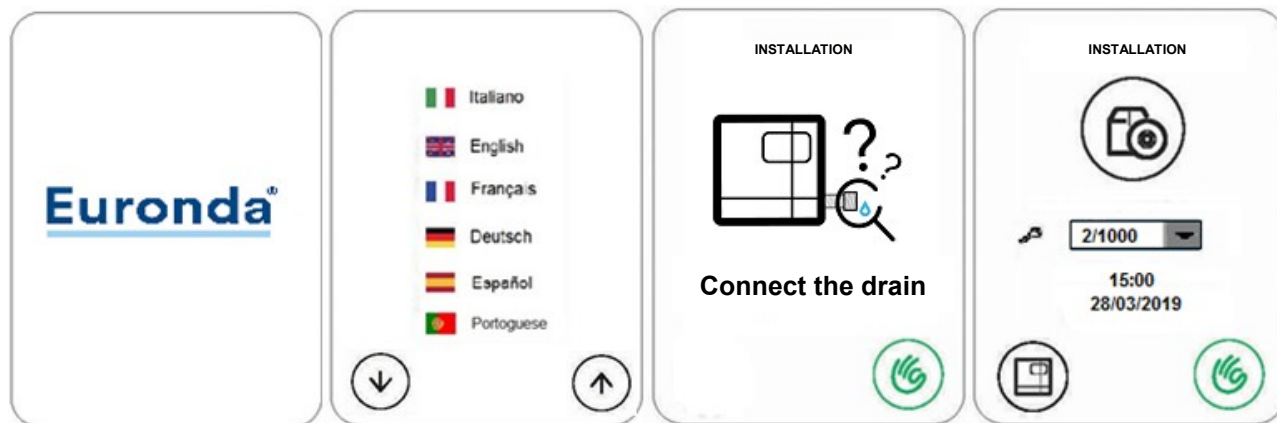 Euronda®
Italiano
English
Français
Deutsch
Español
Portoguese
INSTALLATION
??
Connect the drain
INSTALLATION
2/1000
15:00
28/03/2019